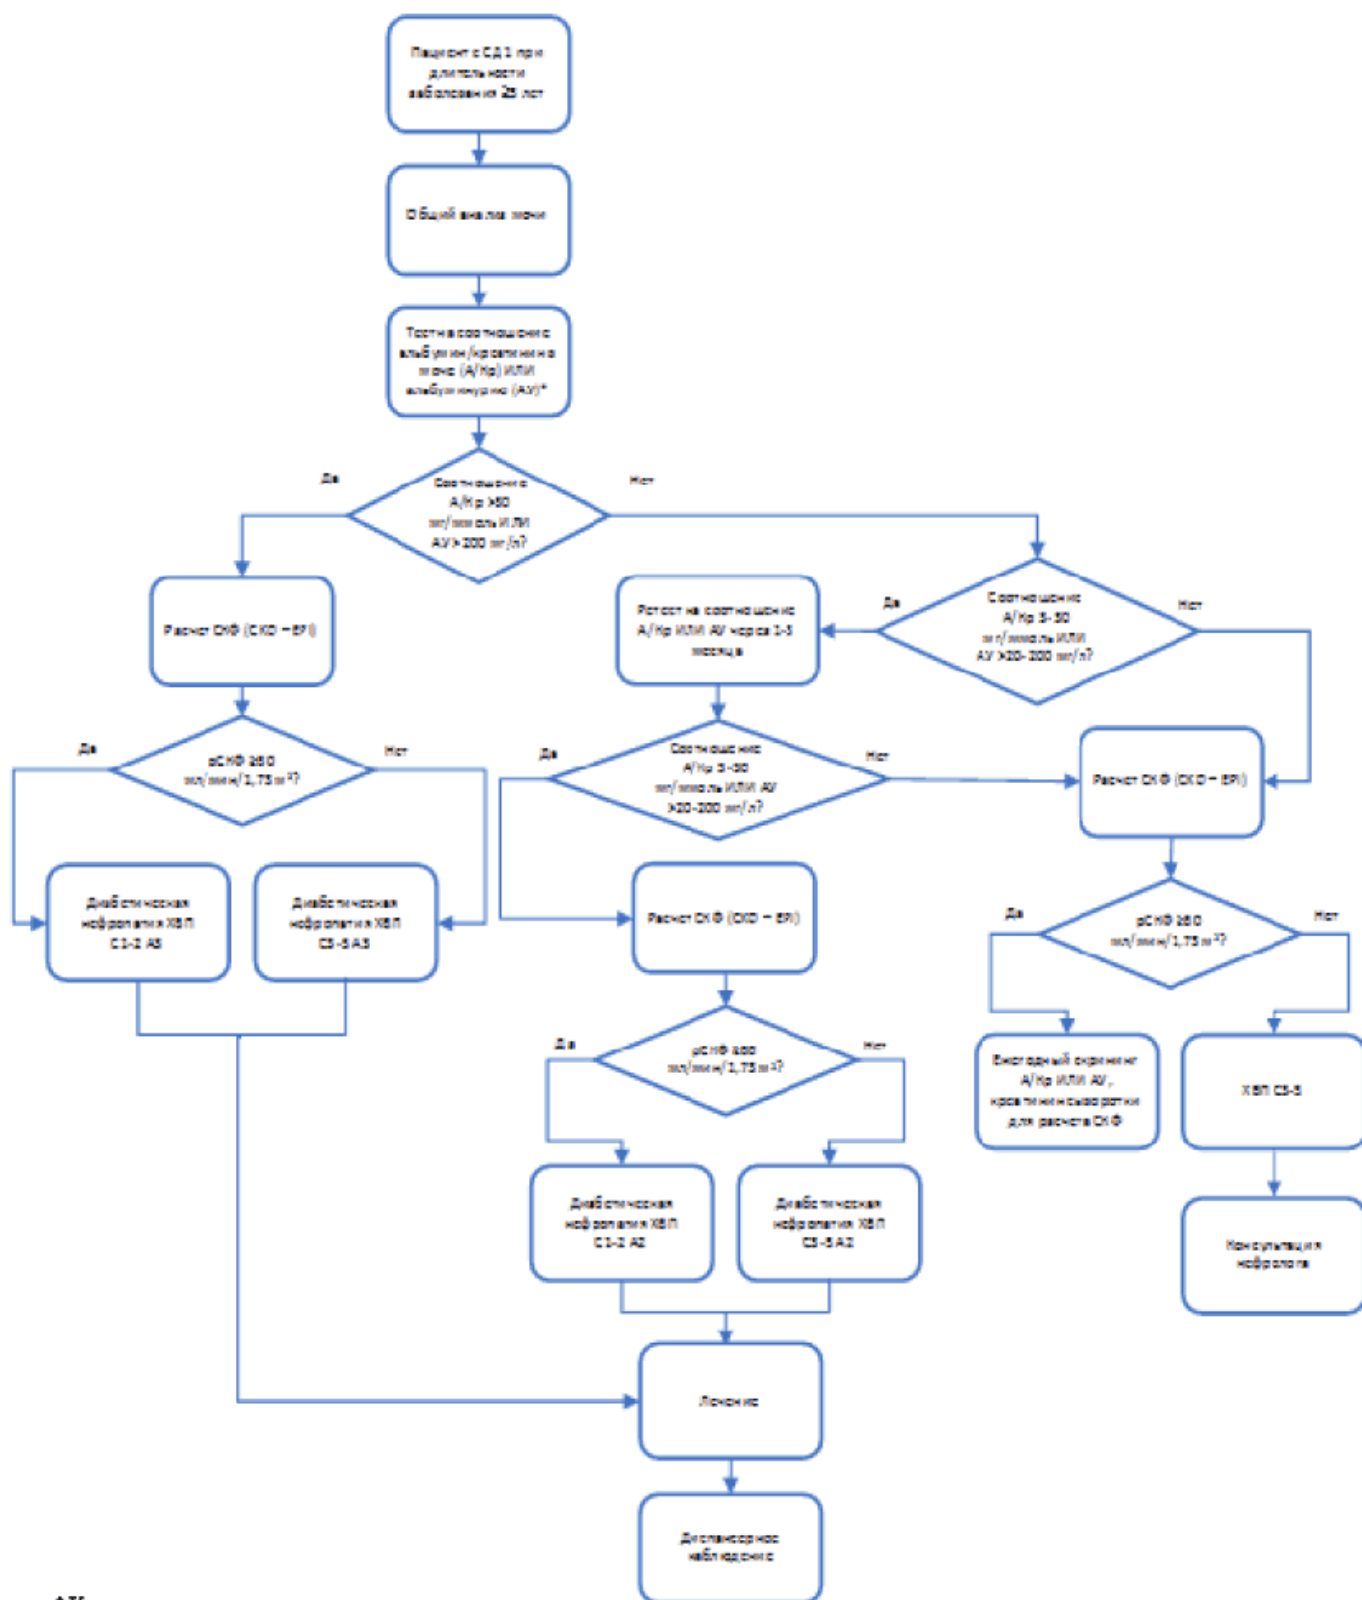 Пациент с СД 1 при
длительности
заболевания ≥5 лет
Общий анализ мочи
Тест на соотношение
альбумин/креатинин в
моче (А/Кр) ИЛИ
альбуминурию (АУ)*
Да
Нет
Соотношение
А/Кр >30
мг/ммоль ИЛИ
АУ > 200 мг/л?
Расчет СКФ (CKD – EPI)
Ретест на соотношение
А/Кр ИЛИ АУ через 1-3
месяца
Да
Нет
Соотношение
А/Кр 3-30
мг/ммоль ИЛИ
АУ >20-200 мг/л?
Да
Нет
рСКФ ≥60
мл/мин/1,73 м²?
Да
Нет
Соотношение
А/Кр 3-30
мг/ммоль ИЛИ АУ
>20-200 мг/л?
Расчет СКФ (CKD – EPI)
Диабетическая
нефропатия ХБП
С1-2 А3
Диабетическая
нефропатия ХБП
С3-5 А3
Расчет СКФ (CKD – EPI)
Да
Нет
рСКФ ≥60
мл/мин/1,73 м²?
Да
Нет
рСКФ ≥60
мл/мин/1,73 м²?
Ежегодный скрининг
А/Кр ИЛИ АУ,
креатинин сыворотки
для расчета СКФ
ХБП С3-5
Диабетическая
нефропатия ХБП
С1-2 А2
Диабетическая
нефропатия ХБП
С3-5 А2
Консультация
нефролога
Лечение
Диспансерное
наблюдение